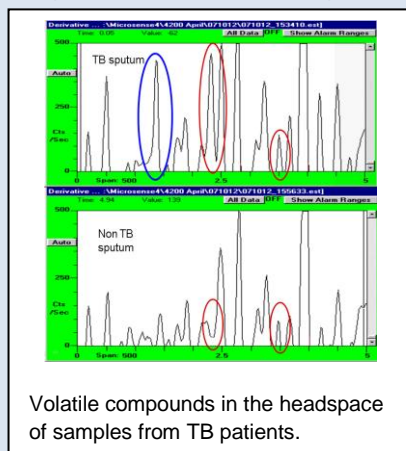 Derivative ... :\Microsense4\4200 April\071012\071012_153410.est]
Time: 0.05 Value: -62 All Data OFF Show Alarm Ranges
500
TB sputum
Auto
250
Cts
/Sec
0
0 Span: 500 2.5 5
Derivative ... :\Microsense4\4200 April\071012\071012_155633.est]
Time: 4.94 Value: 139 All Data OFF Show Alarm Ranges
500
Non TB
sputum
Auto
250
Cts
/Sec
0
0 Span: 500 2.5 5
Volatile compounds in the headspace
of samples from TB patients.